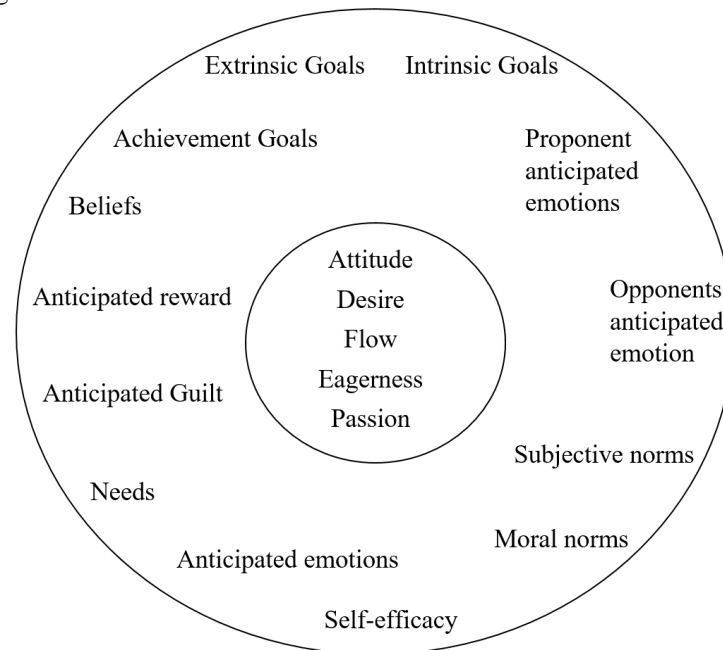 Extrinsic Goals
Intrinsic Goals
Achievement Goals
Proponent
anticipated
emotions
Beliefs
Attitude
Desire
Flow
Eagerness
Passion
Anticipated reward
Opponents
anticipated
emotion
Anticipated Guilt
Subjective norms
Needs
Moral norms
Anticipated emotions
Self-efficacy